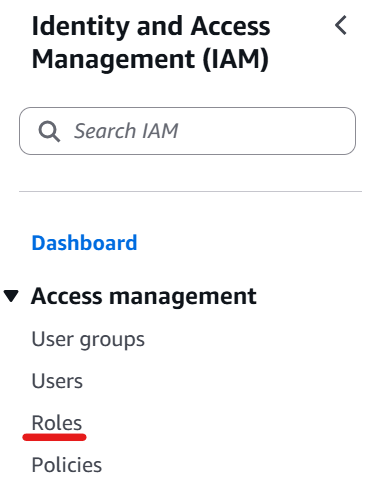 Identity and Access
Management (IAM)
Search IAM
Dashboard
Access management
User groups
Users
Roles
Policies